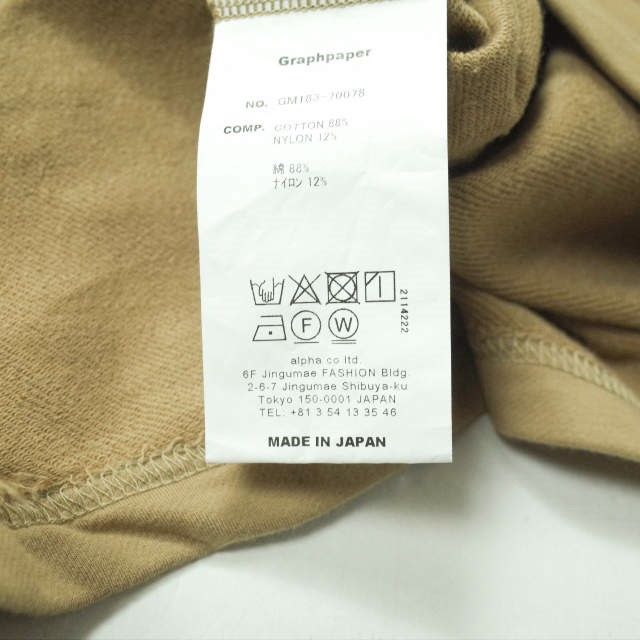 Graphpaper
NO. GM183-70078
COMP. COTTON 88%
NYLON 12%
綿 88%
ナイロン 12%
F W
2114222
alpha co ltd.
6F Jingumae FASHION Bldg.
2-6-7 Jingumae Shibuya-ku
Tokyo 150-0001 JAPAN
TEL: +81 3 54 13 35 46
MADE IN JAPAN